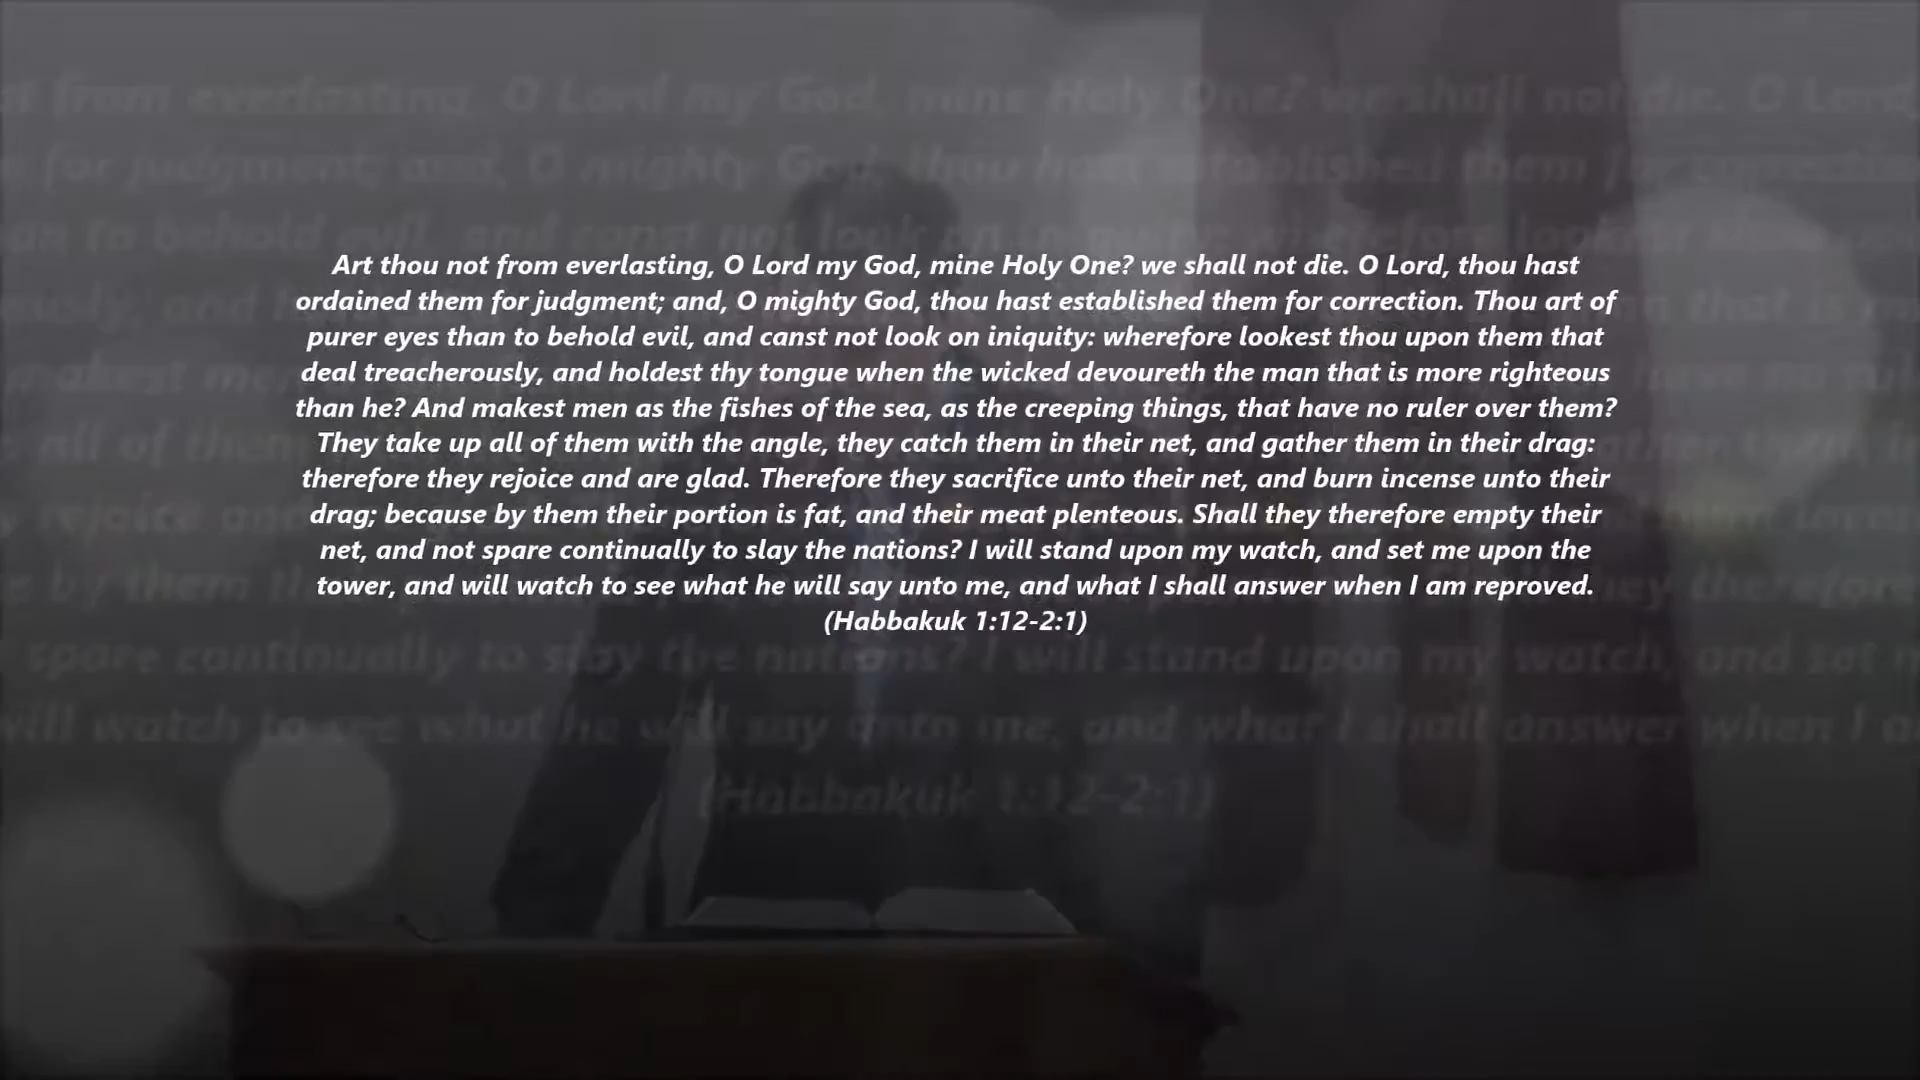 Art thou not from everlasting, O Lord my God, mine Holy One? we shall not die. O Lord, thou hast
ordained them for judgment; and, O mighty God, thou hast established them for correction. Thou art of
purer eyes than to behold evil, and canst not look on iniquity: wherefore lookest thou upon them that
deal treacherously, and holdest thy tongue when the wicked devoureth the man that is more righteous
than he? And makest men as the fishes of the sea, as the creeping things, that have no ruler over them?
They take up all of them with the angle, they catch them in their net, and gather them in their drag:
therefore they rejoice and are glad. Therefore they sacrifice unto their net, and burn incense unto their
drag; because by them their portion is fat, and their meat plenteous. Shall they therefore empty their
net, and not spare continually to slay the nations? I will stand upon my watch, and set me upon the
tower, and will watch to see what he will say unto me, and what I shall answer when I am reproved.
(Habbakuk 1:12-2:1)